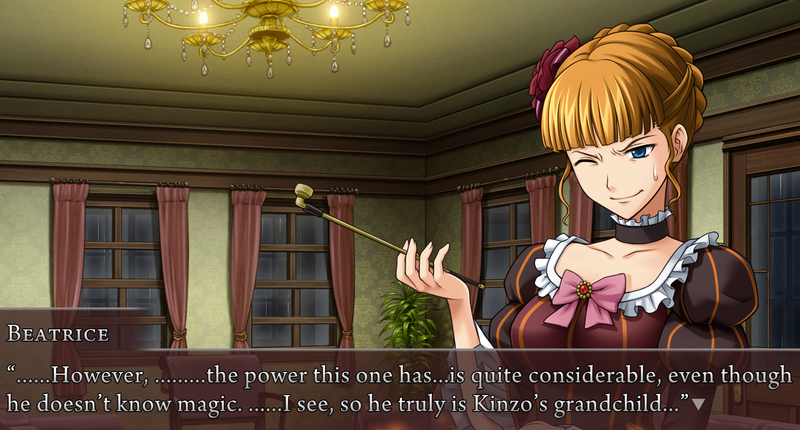 Beatrice
“......However, .........the power this one has...is quite considerable, even though
he doesn’t know magic. ......I see, so he truly is Kinzo’s grandchild...”